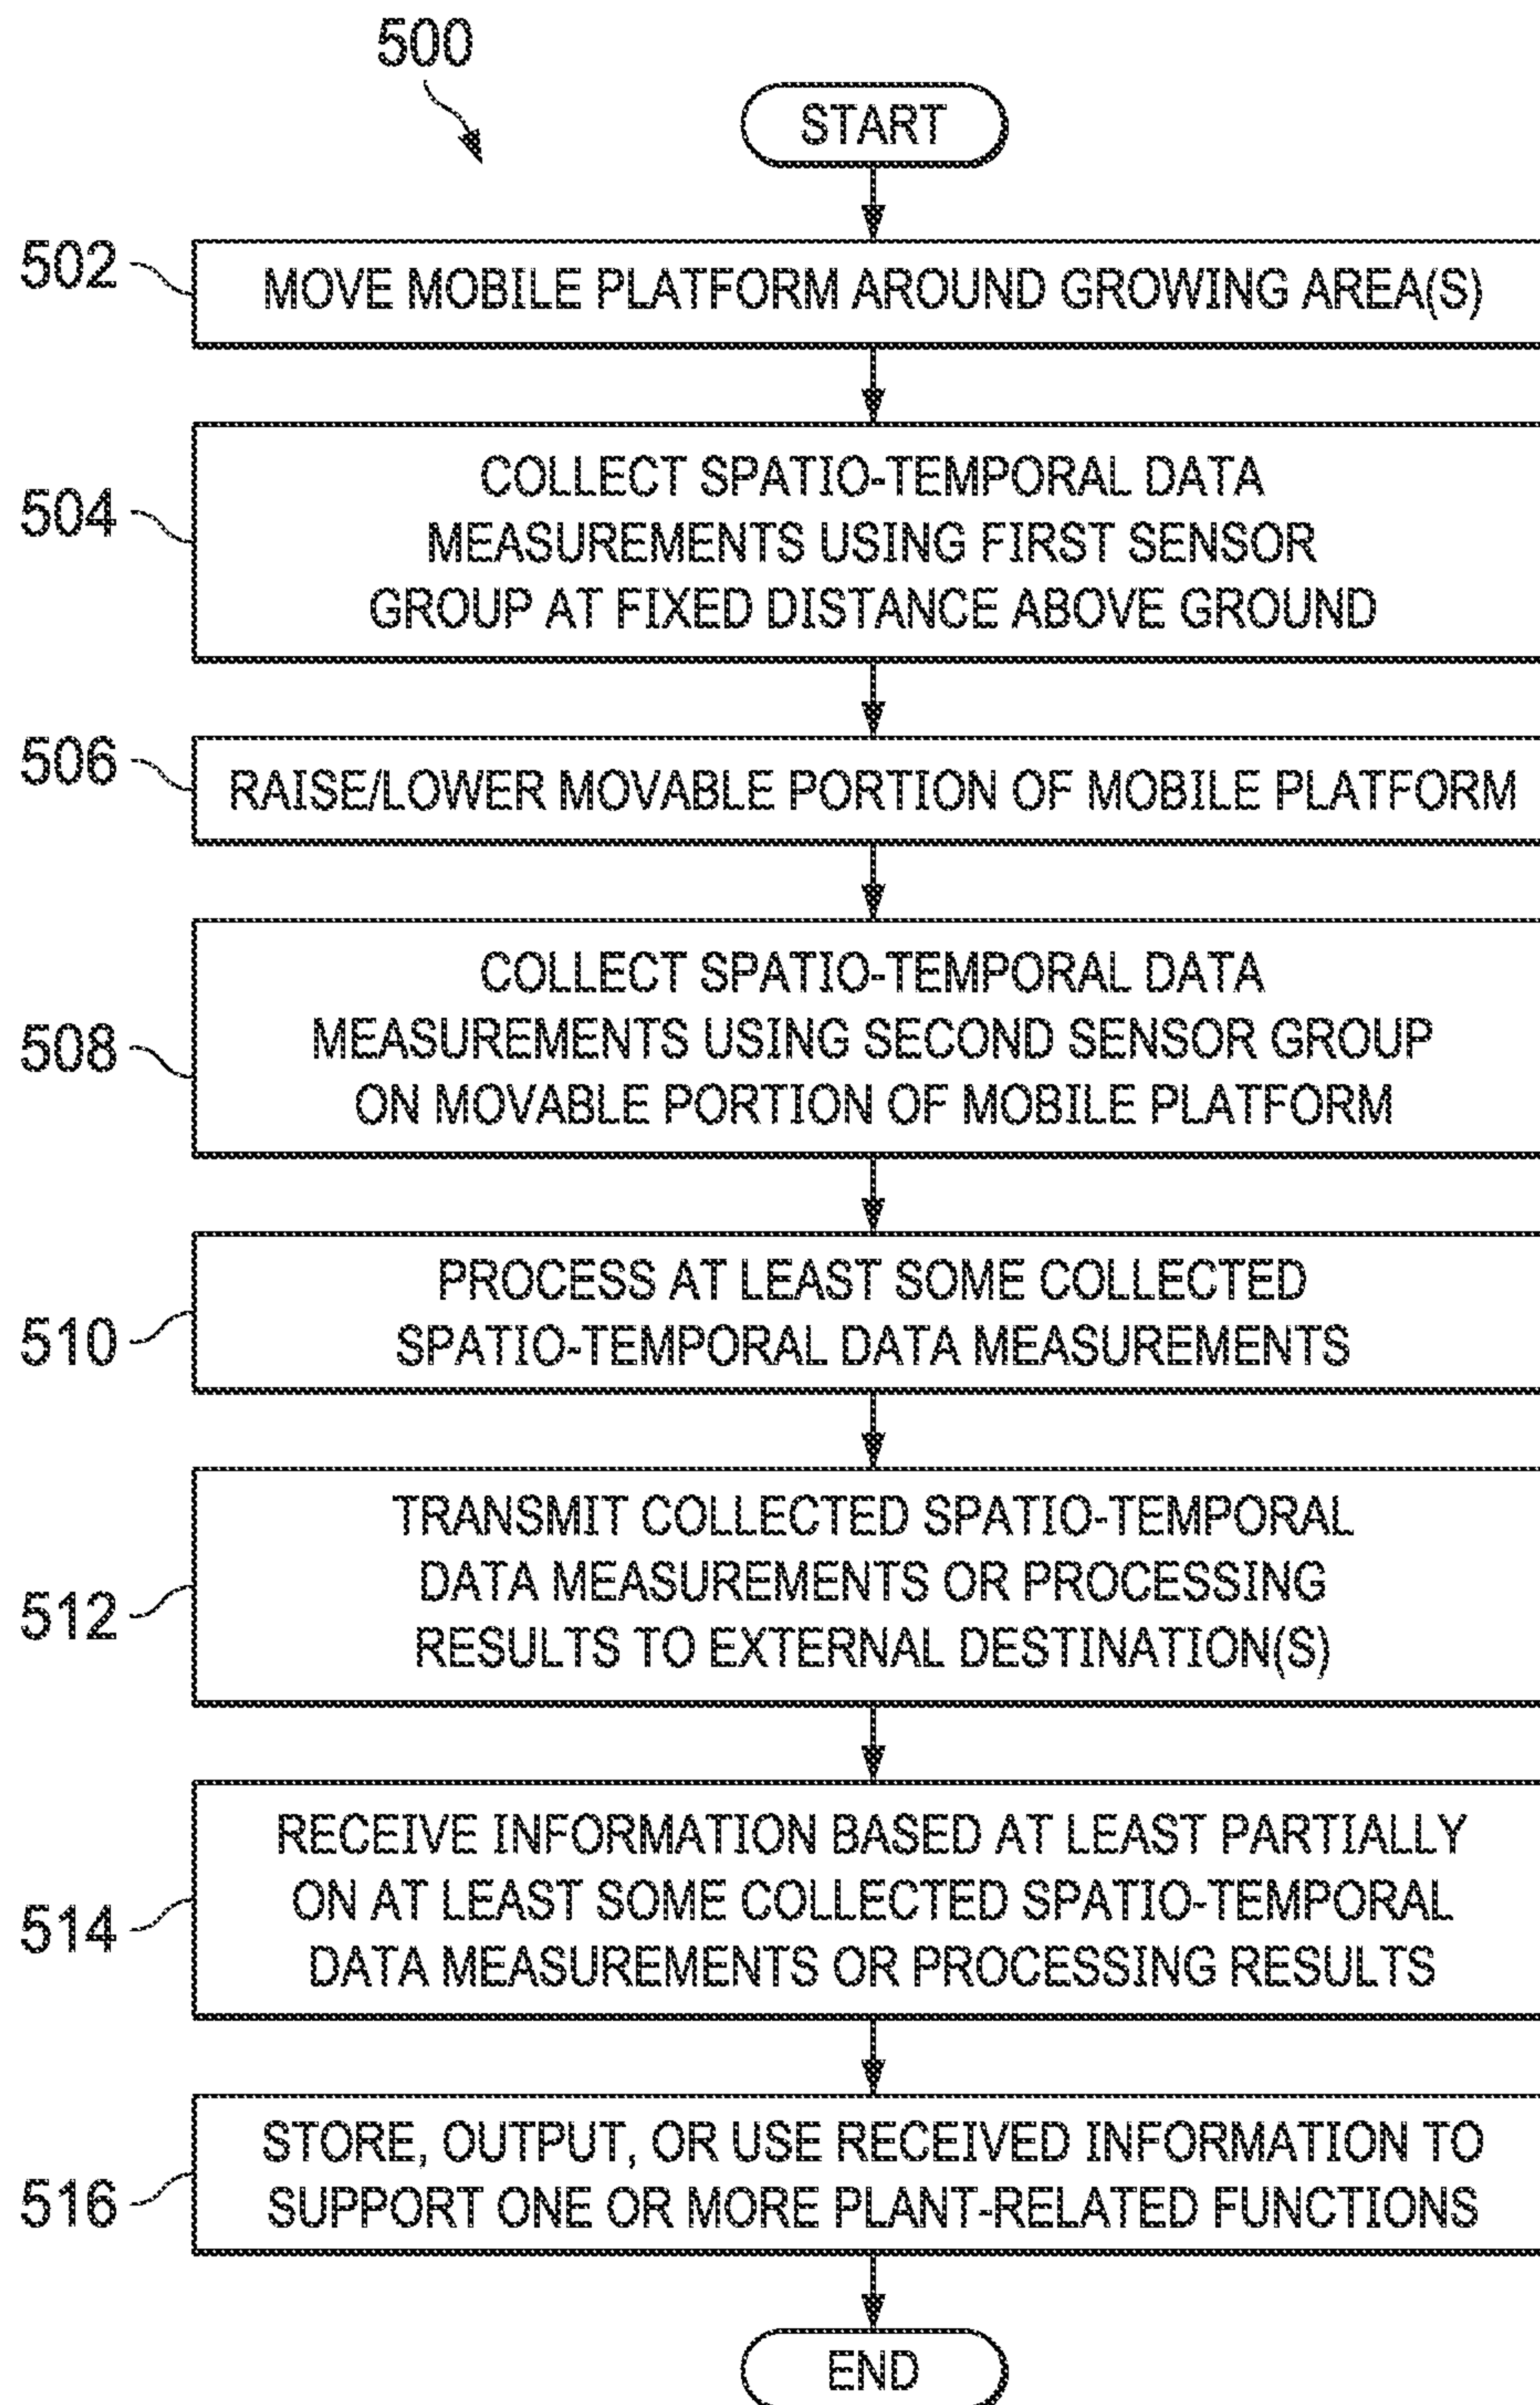 500
START
502
MOVE MOBILE PLATFORM AROUND GROWING AREA(S)
504
COLLECT SPATIO-TEMPORAL DATA
MEASUREMENTS USING FIRST SENSOR
GROUP AT FIXED DISTANCE ABOVE GROUND
506
RAISE/LOWER MOVABLE PORTION OF MOBILE PLATFORM
508
COLLECT SPATIO-TEMPORAL DATA
MEASUREMENTS USING SECOND SENSOR GROUP
ON MOVABLE PORTION OF MOBILE PLATFORM
510
PROCESS AT LEAST SOME COLLECTED
SPATIO-TEMPORAL DATA MEASUREMENTS
512
TRANSMIT COLLECTED SPATIO-TEMPORAL
DATA MEASUREMENTS OR PROCESSING
RESULTS TO EXTERNAL DESTINATION(S)
514
RECEIVE INFORMATION BASED AT LEAST PARTIALLY
ON AT LEAST SOME COLLECTED SPATIO-TEMPORAL
DATA MEASUREMENTS OR PROCESSING RESULTS
516
STORE, OUTPUT, OR USE RECEIVED INFORMATION TO
SUPPORT ONE OR MORE PLANT-RELATED FUNCTIONS
END